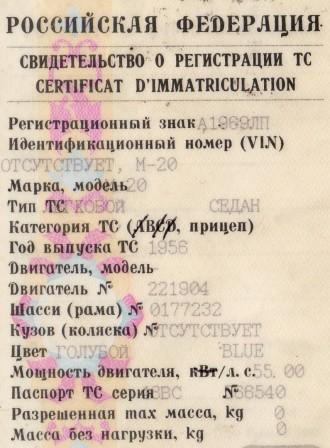 РОССИЙСКАЯ ФЕДЕРАЦИЯ
СВИДЕТЕЛЬСТВО О РЕГИСТРАЦИИ ТС
CERTIFICAT D'IMMATRICULATION
Регистрационный знак А1969ЛП
Идентификационный номер (VIN)
ОТСУТСТВУЕТ, М-20
Марка, модель М-20
Тип ТС ЛЕГКОВОЙ СЕДАН
Категория ТС (ABCD, прицеп)
Год выпуска ТС 1956
Двигатель, модель
Двигатель № 221904
Шасси (рама) № 0177232
Кузов (коляска) № ОТСУТСТВУЕТ
Цвет ГОЛУБОЙ BLUE
Мощность двигателя, кВт/л. с. 55.00
Паспорт ТС серия №
Разрешенная max масса, kg 0
Масса без нагрузки, kg 0